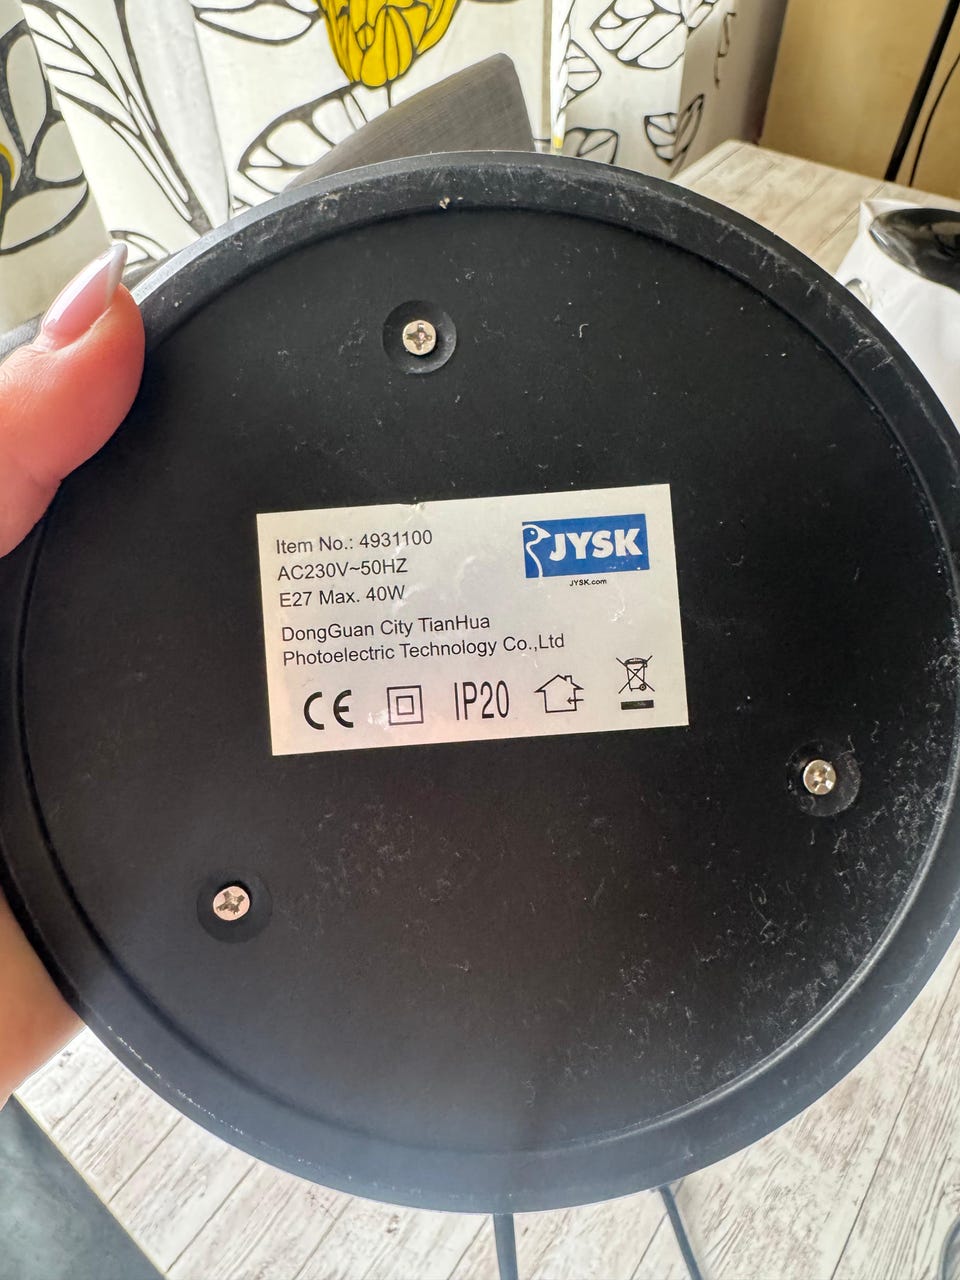 Item No.: 4931100
AC230V~50HZ
E27 Max. 40W
DongGuan City TianHua
Photoelectric Technology Co.,Ltd
JYSK
JYSK.com
CE
IP20